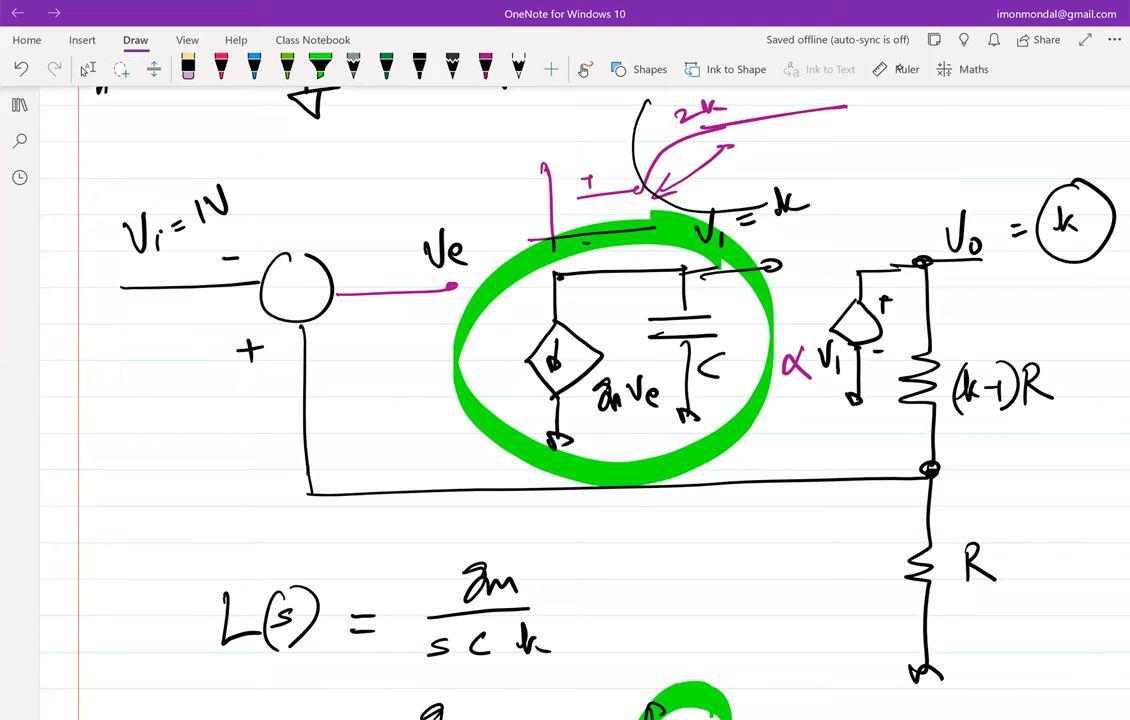 OneNote for Windows 10
imonmondal@gmail.com
Home Insert Draw View Help Class Notebook
Saved offline (auto-sync is off)
Share
Shapes
Ink to Shape
Ink to Text
Ruler
Maths
2k
+
-
V1 = k
Vi = 1V
-
Ve
Vo = k
+
gm Ve
C
α V1
+
-
(k-1)R
R
L(s) = gm
s C k